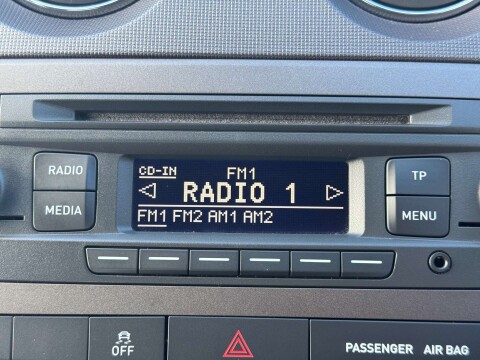 CD-IN FM1
RADIO 1
FM1 FM2 AM1 AM2
RADIO
MEDIA
TP
MENU
OFF
PASSENGER AIR BAG